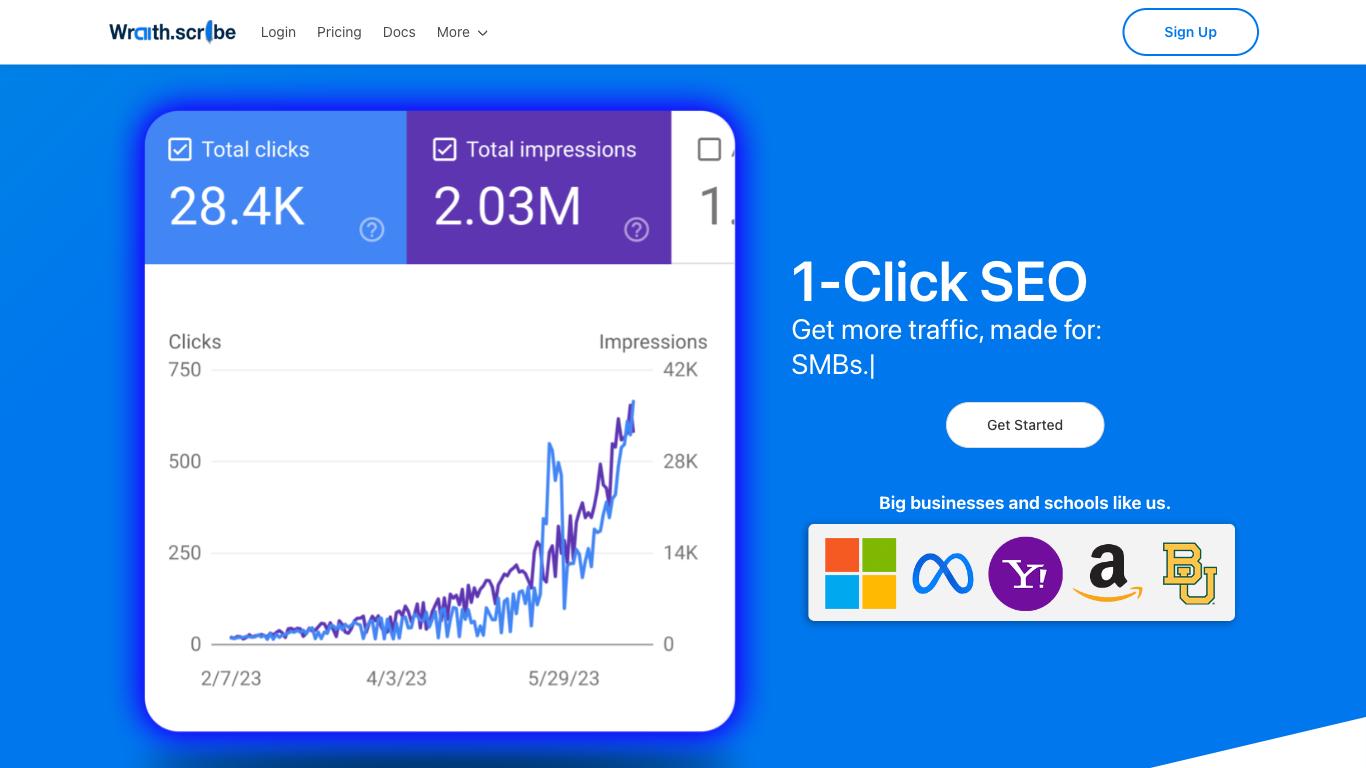 Wraith.scribe
Login Pricing Docs More
Sign Up
Total clicks Total impressions
28.4K 2.03M 1.
Clicks Impressions
750 42K
500 28K
250 14K
0 0
2/7/23 4/3/23 5/29/23
1-Click SEO
Get more traffic, made for:
SMBs.|
Get Started
Big businesses and schools like us.
Y! a BU